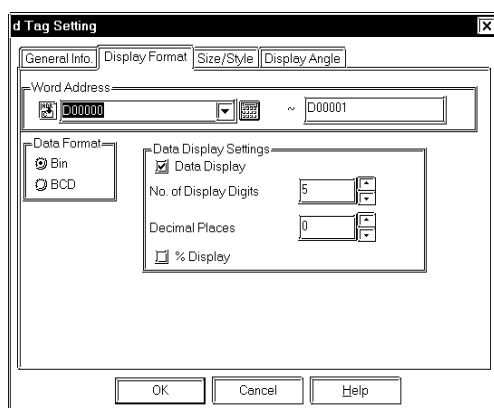 d Tag Setting
General Info. Display Format Size/Style Display Angle
Word Address
D00000 ~ D00001
Data Format
Bin
BCD
Data Display Settings
Data Display
No. of Display Digits 5
Decimal Places 0
% Display
OK Cancel Help